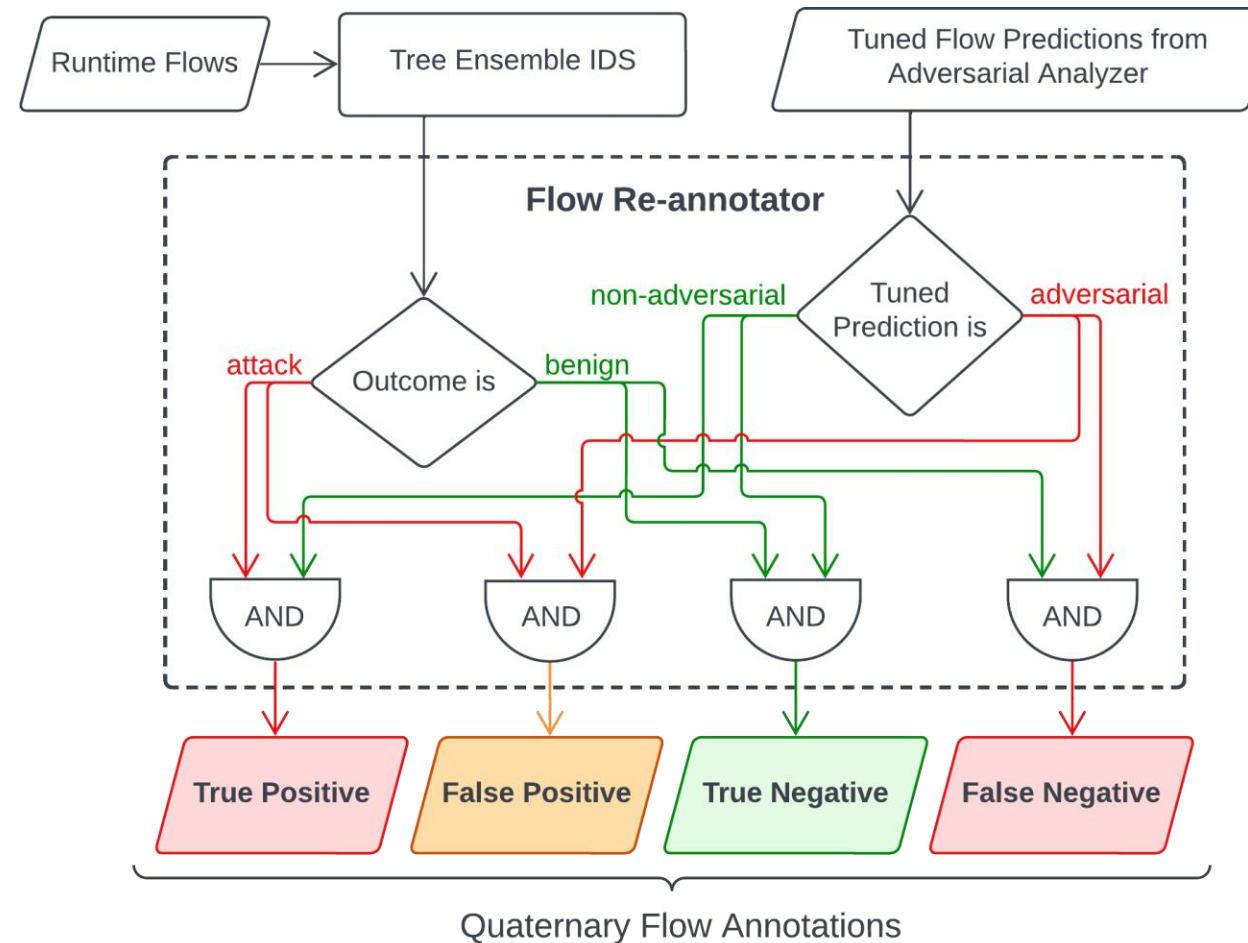 Runtime Flows
Tree Ensemble IDS
Tuned Flow Predictions from
Adversarial Analyzer
Flow Re-annotator
non-adversarial
Tuned
Prediction is
adversarial
attack
Outcome is
benign
AND
AND
AND
AND
True Positive
False Positive
True Negative
False Negative
Quaternary Flow Annotations